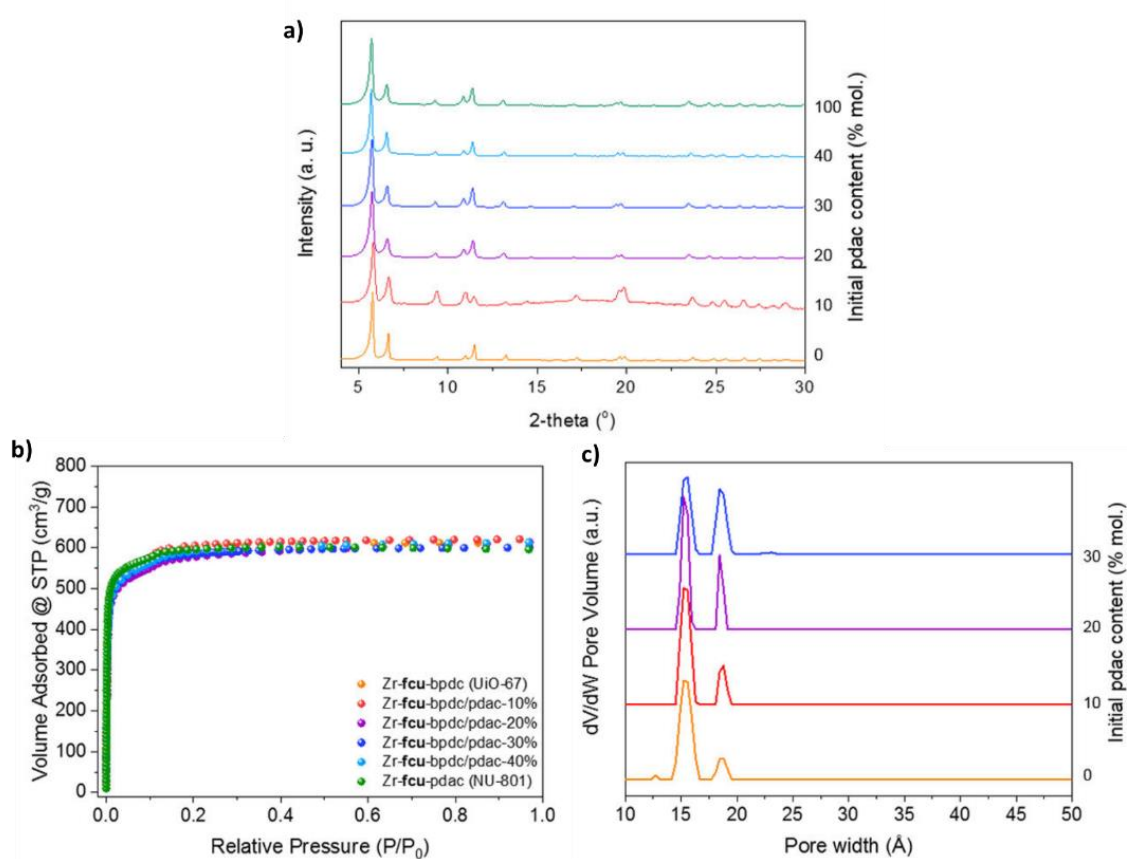 a)
Intensity (a. u.)
100
40
30
20
10
0
Initial pdac content (% mol.)
5 10 15 20 25 30
2-theta (°)
b)
Volume Adsorbed @ STP (cm³/g)
800
700
600
500
400
300
200
100
0
Zr-fcu-bpdc (UiO-67)
Zr-fcu-bpdc/pdac-10%
Zr-fcu-bpdc/pdac-20%
Zr-fcu-bpdc/pdac-30%
Zr-fcu-bpdc/pdac-40%
Zr-fcu-pdac (NU-801)
0.0 0.2 0.4 0.6 0.8 1.0
Relative Pressure (P/P₀)
c)
dV/dW Pore Volume (a.u.)
30
20
10
0
Initial pdac content (% mol.)
10 15 20 25 30 35 40 45 50
Pore width (Å)